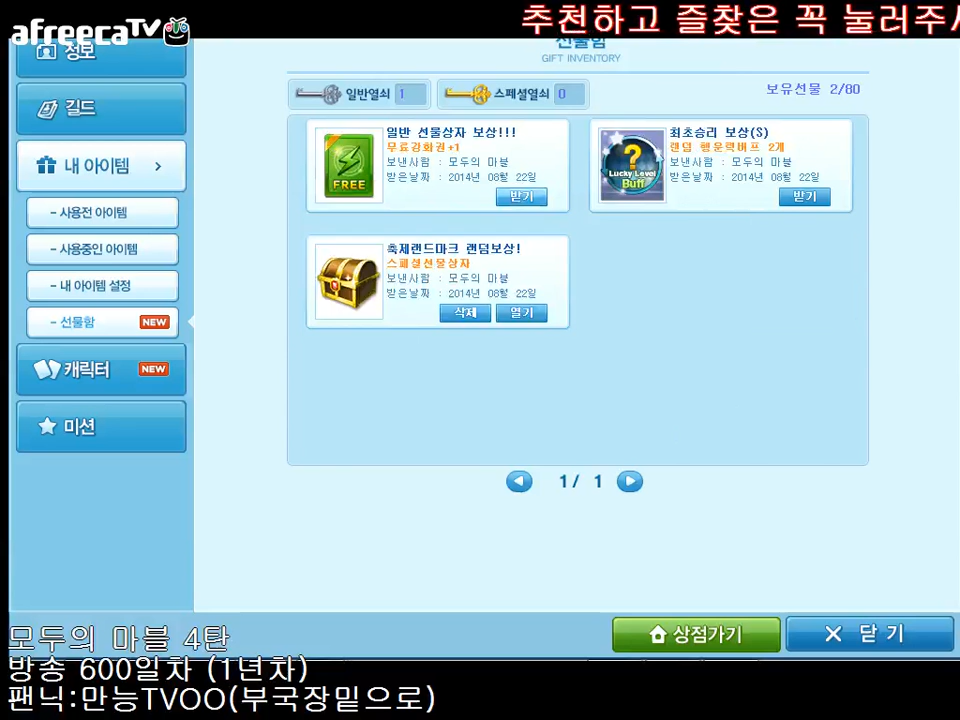 afreecaTV
추천하고 즐찾은 꼭 눌러주
정보
선물함
GIFT INVENTORY
일반열쇠 1
스페셜열쇠 0
보유선물 2/80
길드
내 아이템
- 사용전 아이템
- 사용중인 아이템
- 내 아이템 설정
- 선물함 NEW
캐릭터 NEW
미션
FREE
일반 선물상자 보상!!!
무료강화권+1
보낸사람 : 모두의 마블
받은날짜 : 2014년 08월 22일
받기
?
Lucky Level
Buff
최초승리 보상(S)
랜덤 행운력버프 2개
보낸사람 : 모두의 마블
받은날짜 : 2014년 08월 22일
받기
축제랜드마크 랜덤보상!
스페셜선물상자
보낸사람 : 모두의 마블
받은날짜 : 2014년 08월 22일
삭제 열기
1 / 1
상점가기
닫 기
모두의 마블 4탄
방송 600일차 (1년차)
팬닉:만능TVOO(부국장밑으로)